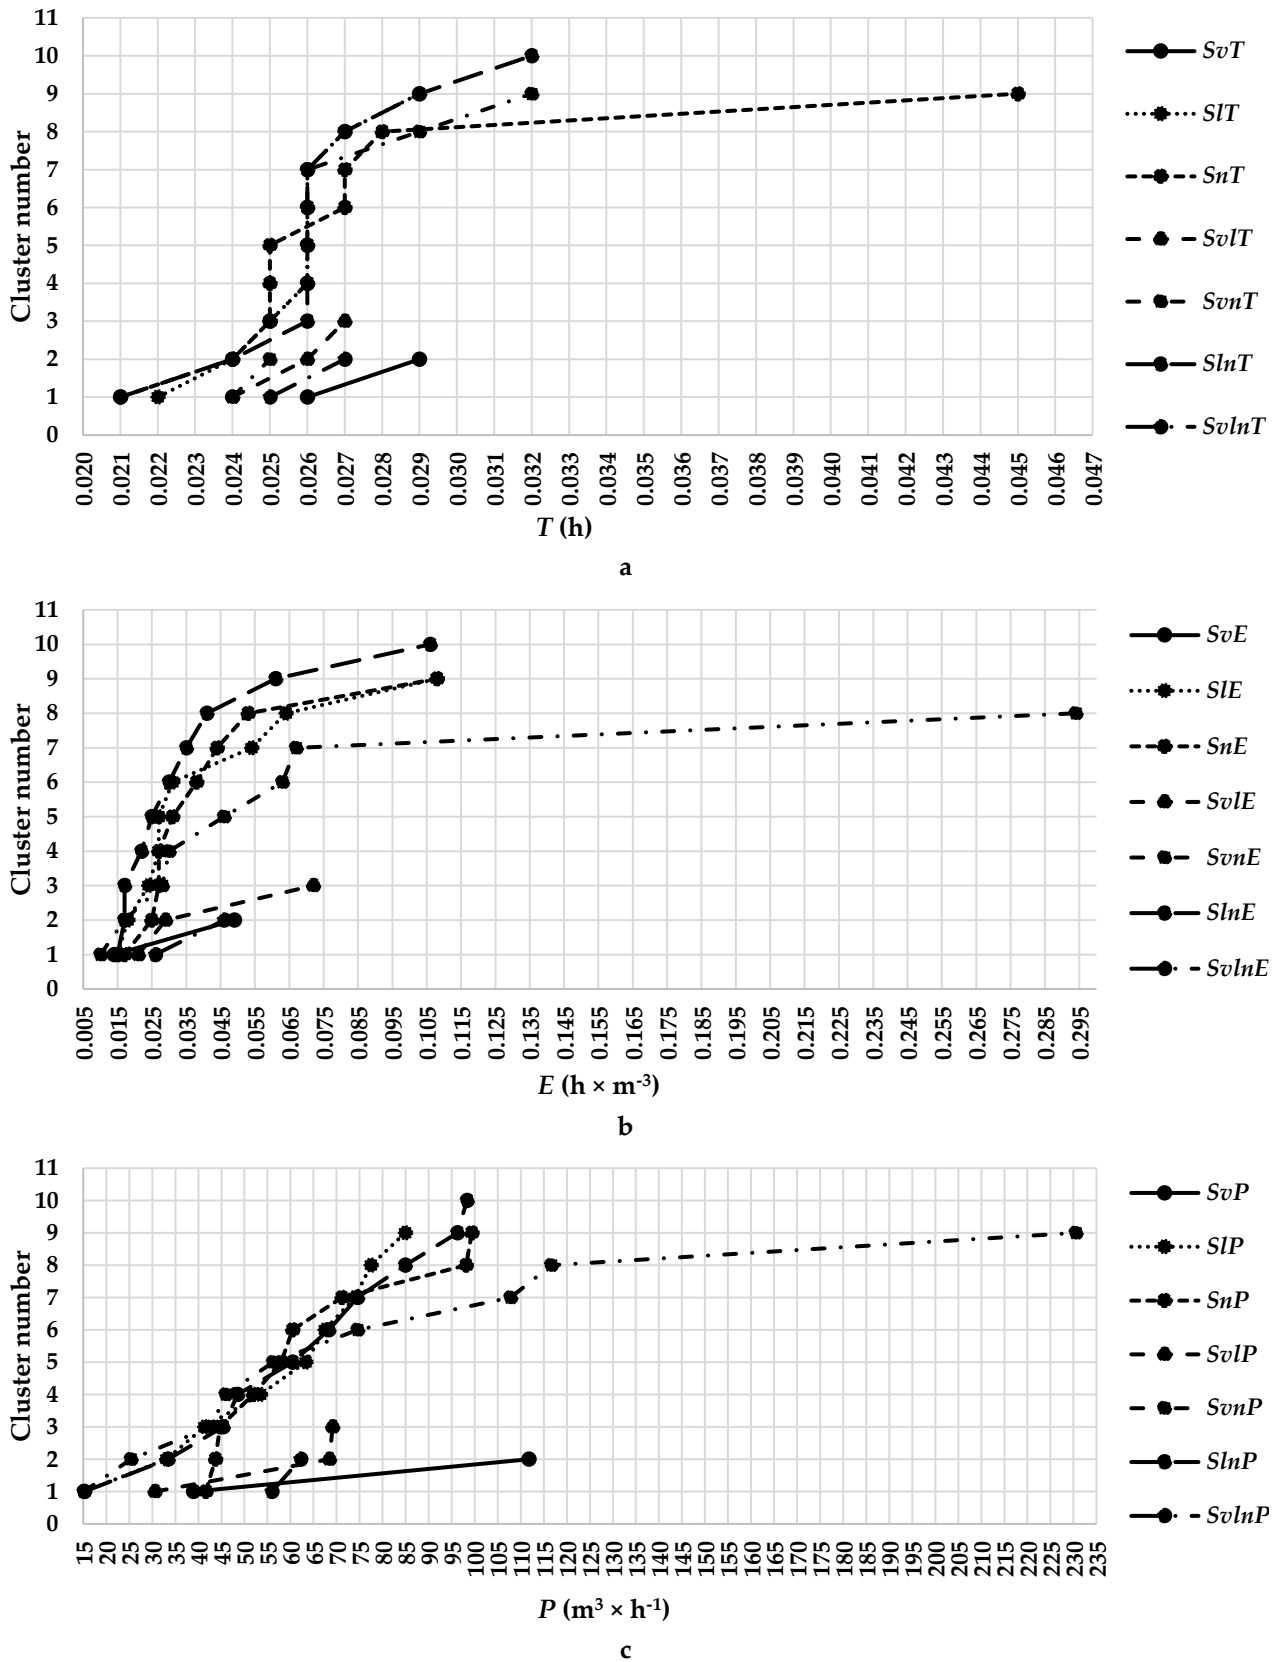 11
10
9
8
7
6
5
4
3
2
1
0
Cluster number
0.020 0.021 0.022 0.023 0.024 0.025 0.026 0.027 0.028 0.029 0.030 0.031 0.032 0.033 0.034 0.035 0.036 0.037 0.038 0.039 0.040 0.041 0.042 0.043 0.044 0.045 0.046 0.047
T (h)
SvT
SlT
SnT
SvlT
SvnT
SlnT
SvlnT
a
11
10
9
8
7
6
5
4
3
2
1
0
Cluster number
0.005 0.015 0.025 0.035 0.045 0.055 0.065 0.075 0.085 0.095 0.105 0.115 0.125 0.135 0.145 0.155 0.165 0.175 0.185 0.195 0.205 0.215 0.225 0.235 0.245 0.255 0.265 0.275 0.285 0.295
E (h × m⁻³)
SvE
SlE
SnE
SvlE
SvnE
SlnE
SvlnE
b
11
10
9
8
7
6
5
4
3
2
1
0
Cluster number
15 20 25 30 35 40 45 50 55 60 65 70 75 80 85 90 95 100 105 110 115 120 125 130 135 140 145 150 155 160 165 170 175 180 185 190 195 200 205 210 215 220 225 230 235
P (m³ × h⁻¹)
SvP
SlP
SnP
SvlP
SvnP
SlnP
SvlnP
c